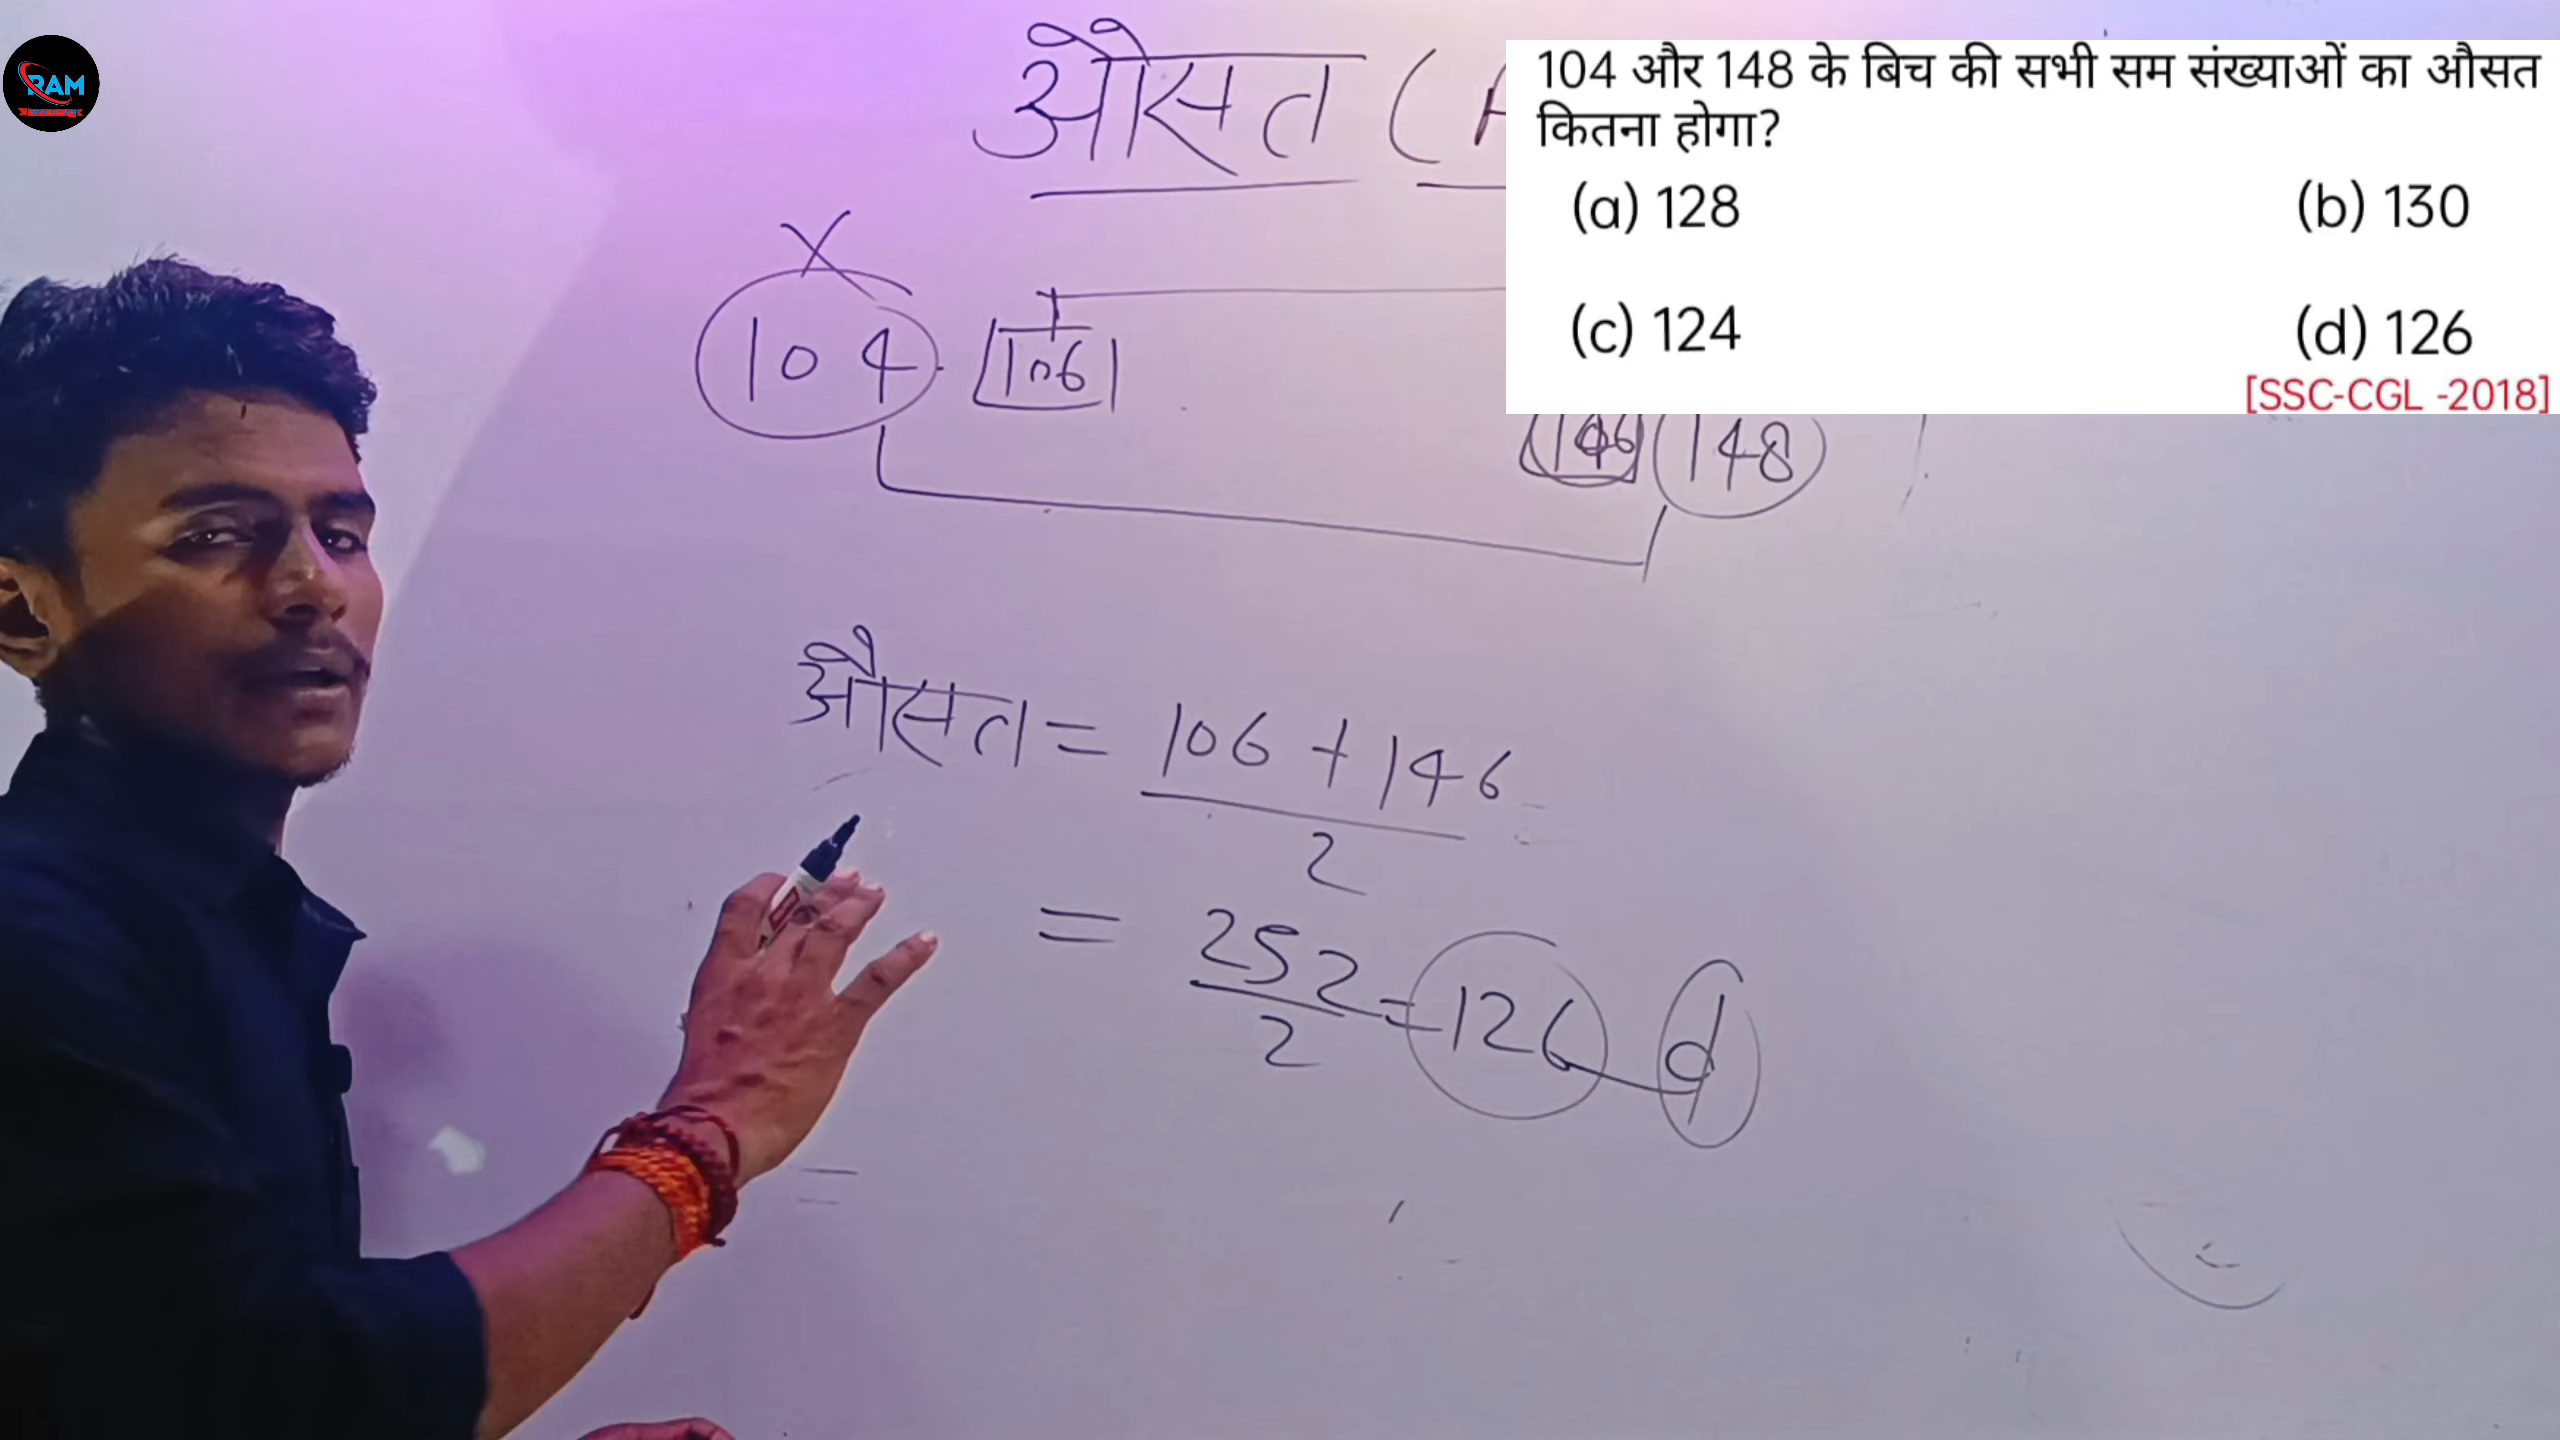 RAM
औसत (
104 और 148 के बिच की सभी सम संख्याओं का औसत
कितना होगा?
(a) 128 (b) 130
(c) 124 (d) 126
[SSC-CGL -2018]
X
104 106
146 148
औसत = 106 + 146
2
= 252 = 126 d
2
=